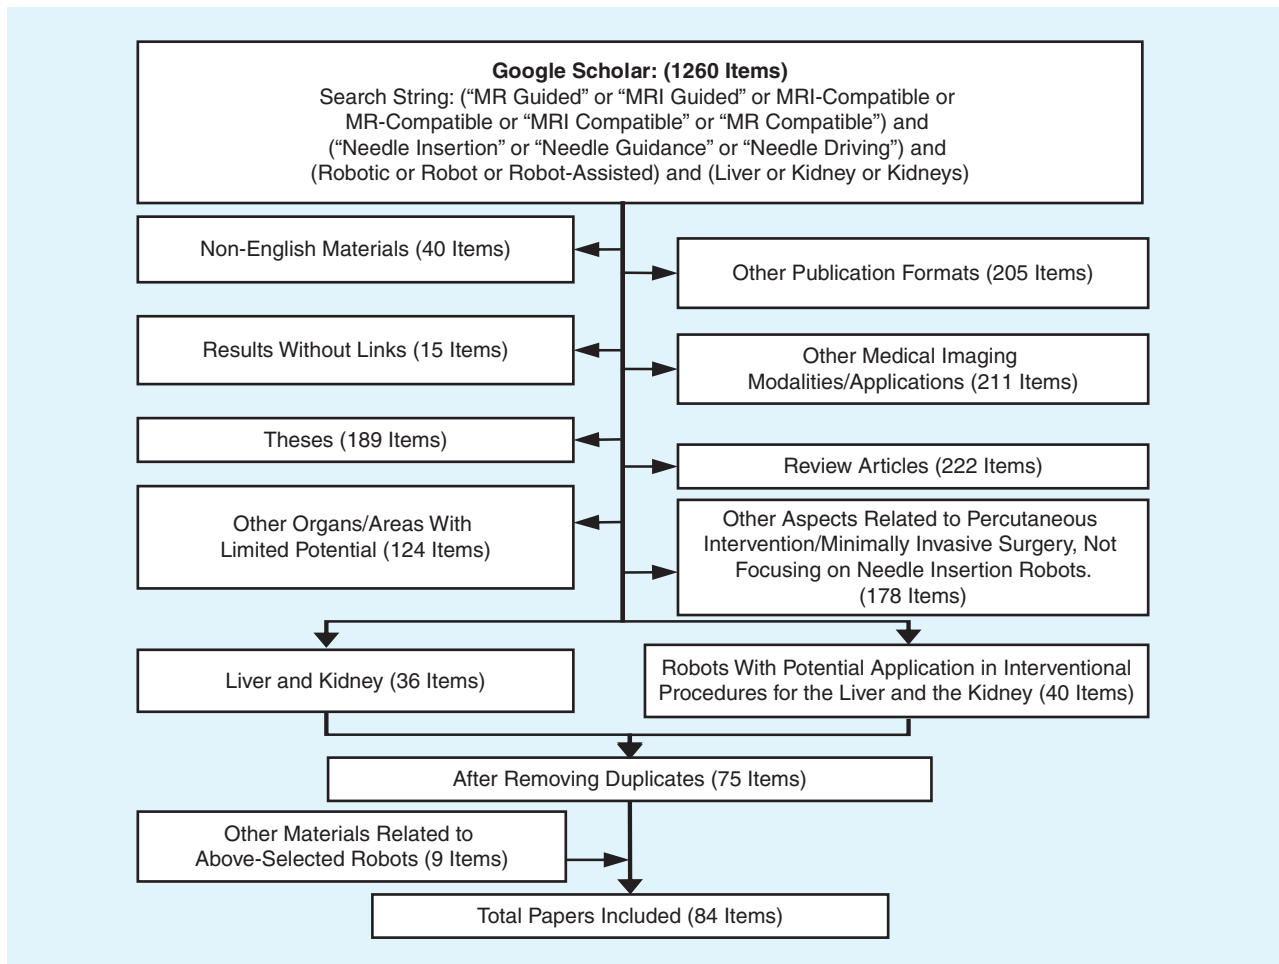 Google Scholar: (1260 Items)
Search String: (“MR Guided” or “MRI Guided” or MRI-Compatible or
MR-Compatible or “MRI Compatible” or “MR Compatible”) and
(“Needle Insertion” or “Needle Guidance” or “Needle Driving”) and
(Robotic or Robot or Robot-Assisted) and (Liver or Kidney or Kidneys)
Non-English Materials (40 Items)
Other Publication Formats (205 Items)
Results Without Links (15 Items)
Other Medical Imaging
Modalities/Applications (211 Items)
Theses (189 Items)
Review Articles (222 Items)
Other Organs/Areas With
Limited Potential (124 Items)
Other Aspects Related to Percutaneous
Intervention/Minimally Invasive Surgery, Not
Focusing on Needle Insertion Robots.
(178 Items)
Liver and Kidney (36 Items)
Robots With Potential Application in Interventional
Procedures for the Liver and the Kidney (40 Items)
After Removing Duplicates (75 Items)
Other Materials Related to
Above-Selected Robots (9 Items)
Total Papers Included (84 Items)